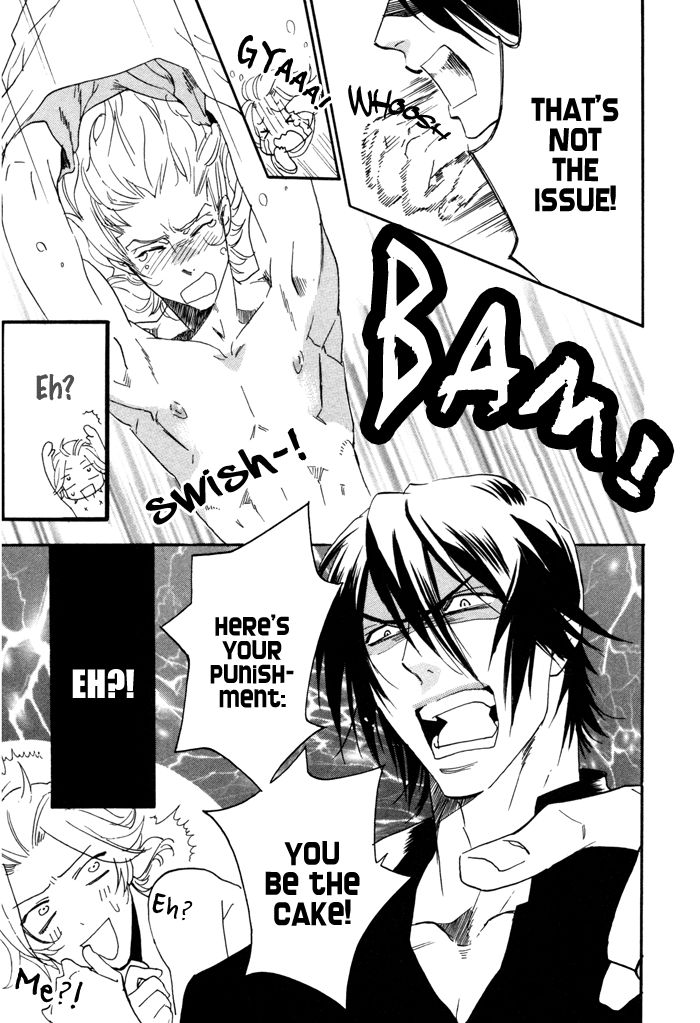 THAT'S
NOT
THE
ISSUE!
WHOOSH
GYAAA!
BAM!
swish-!
Eh?
HERE'S
YOUR
PUNISH-
MENT:
EH?!
YOU
BE THE
CAKE!
Eh?
Me?!